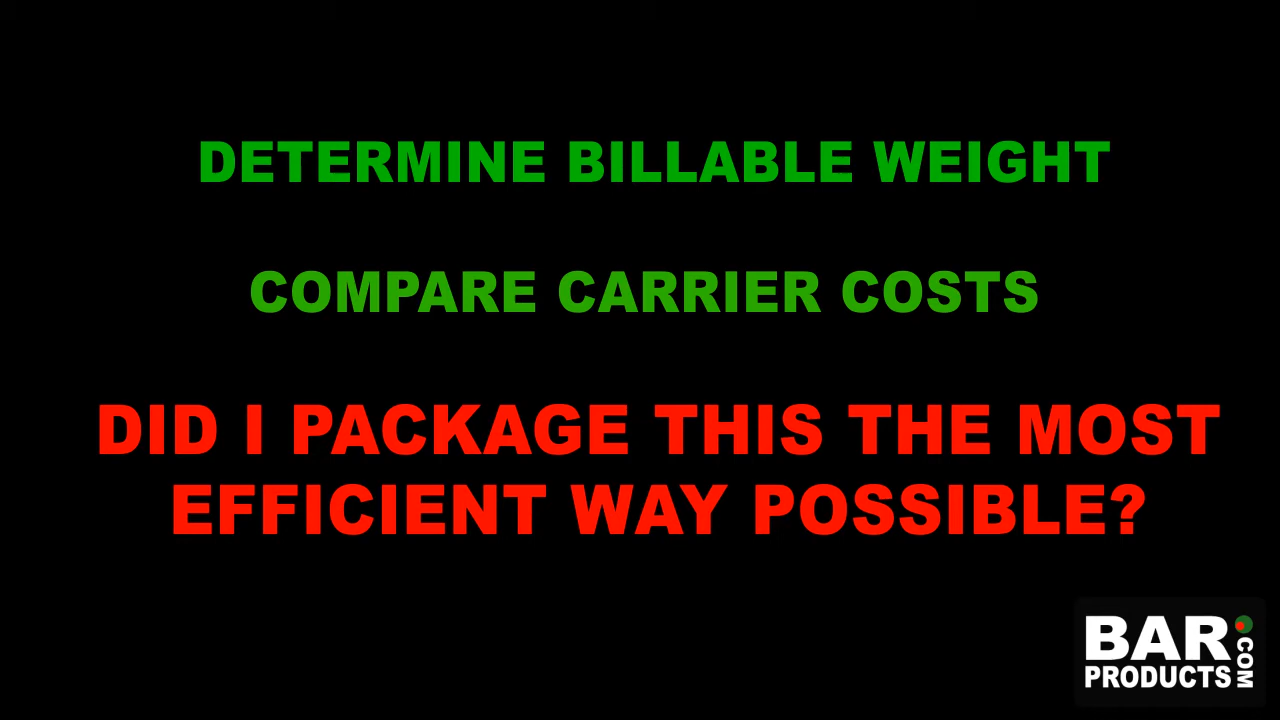 DETERMINE BILLABLE WEIGHT
COMPARE CARRIER COSTS
DID I PACKAGE THIS THE MOST
EFFICIENT WAY POSSIBLE?
BAR
PRODUCTS
COM